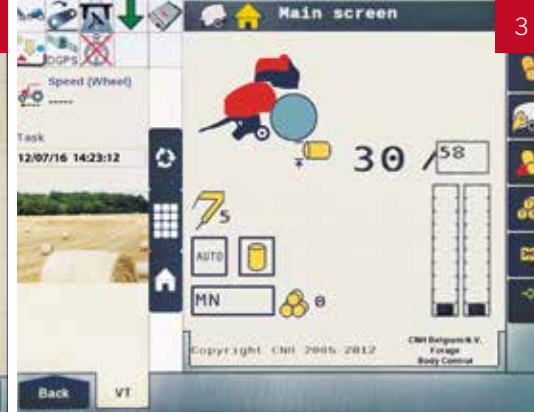 3
Main screen
DGPS
Speed (Wheel)
-----
Task
12/07/16 14:23:12
30 / 58
5
AUTO
MN
0
Copyright CNH 2005-2012
CNH Belgium N.V.
Forage
Body Control
Back
VT